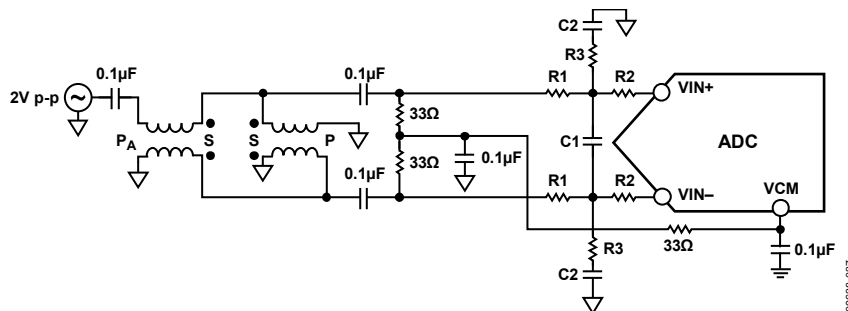 C2
R3
0.1µF
2V p-p
0.1µF
R1
R2
VIN+
33Ω
PA
S
S
P
C1
ADC
33Ω
0.1µF
0.1µF
R1
R2
VIN–
VCM
33Ω
R3
0.1µF
C2